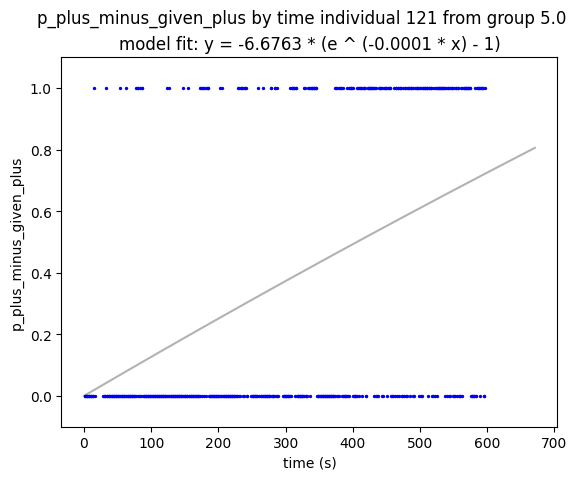 p_plus_minus_given_plus by time individual 121 from group 5.0
model fit: y = -6.6763 * (e ^ (-0.0001 * x) - 1)
1.0
0.8
0.6
0.4
0.2
0.0
p_plus_minus_given_plus
0 100 200 300 400 500 600 700
time (s)